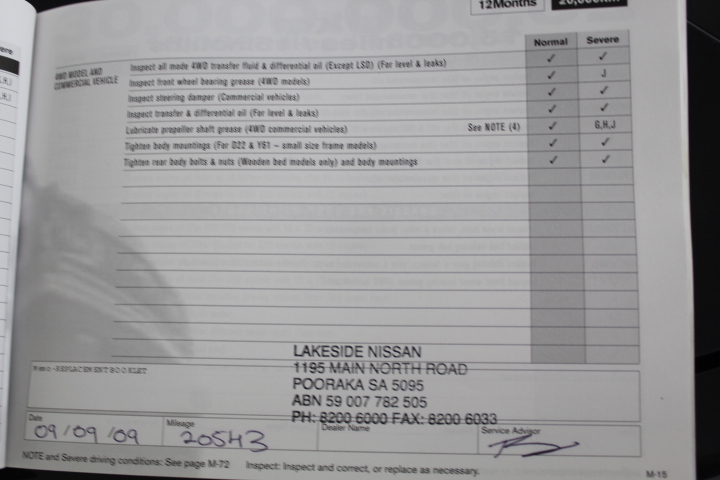 12Months
20,000km
Normal Severe
4WD MODEL AND
COMMERCIAL VEHICLE
Inspect all mode 4WD transfer fluid & differential oil (Except LSD) (For level & leaks) ✓ ✓
Inspect front wheel bearing grease (4WD models) ✓ J
Inspect steering damper (Commercial vehicles) ✓ ✓
Inspect transfer & differential oil (For level & leaks) ✓ ✓
Lubricate propeller shaft grease (4WD commercial vehicles) See NOTE (4) ✓ G,H,J
Tighten body mountings (For D22 & Y61 – small size frame models) ✓ ✓
Tighten rear body bolts & nuts (Wooden bed models only) and body mountings ✓ ✓
LAKESIDE NISSAN
1195 MAIN NORTH ROAD
POORAKA SA 5095
ABN 59 007 782 505
PH: 8200 6000 FAX: 8200 6033
REPLACEMENT BOOKLET
Date
09/09/09
Mileage
20543
Dealer Name
Service Advisor
NOTE and Severe driving conditions: See page M-72 Inspect: Inspect and correct, or replace as necessary.
M-15